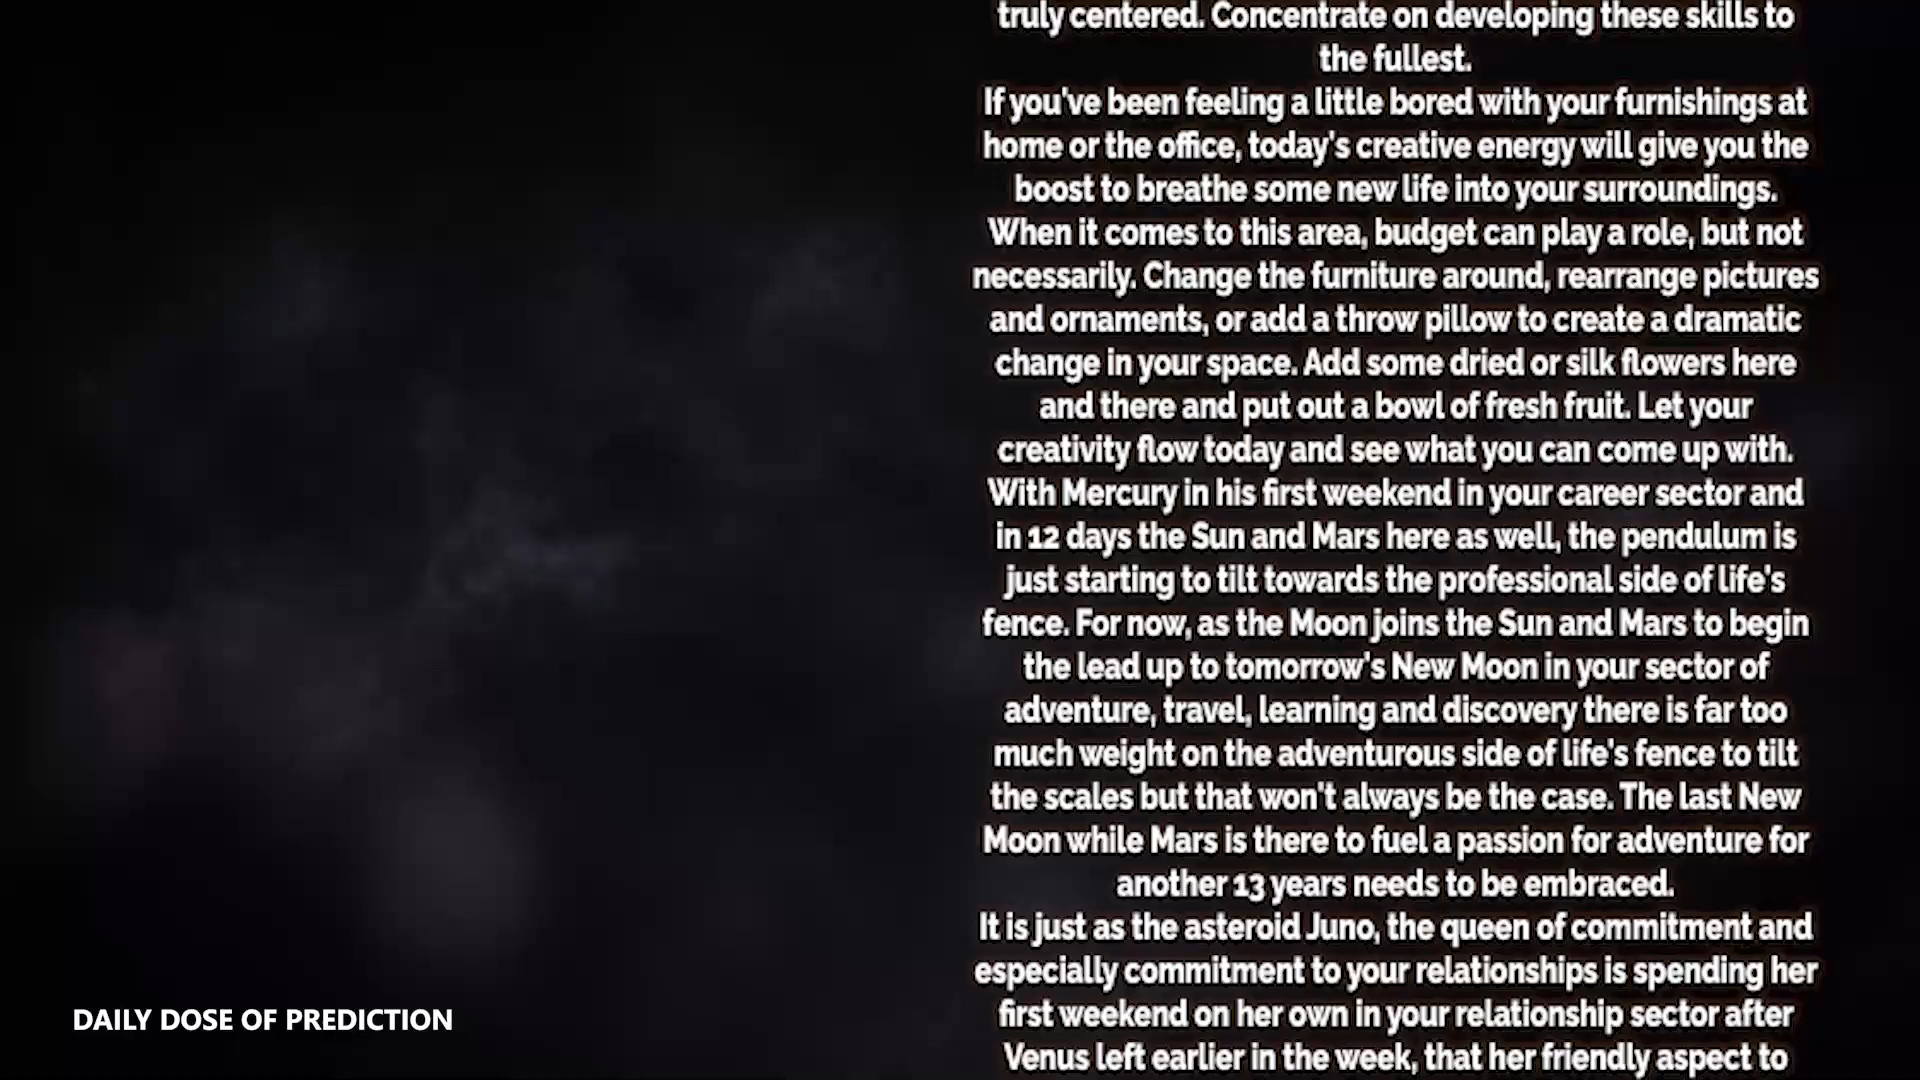 truly centered. Concentrate on developing these skills to
the fullest.
If you've been feeling a little bored with your furnishings at
home or the office, today's creative energy will give you the
boost to breathe some new life into your surroundings.
When it comes to this area, budget can play a role, but not
necessarily. Change the furniture around, rearrange pictures
and ornaments, or add a throw pillow to create a dramatic
change in your space. Add some dried or silk flowers here
and there and put out a bowl of fresh fruit. Let your
creativity flow today and see what you can come up with.
With Mercury in his first weekend in your career sector and
in 12 days the Sun and Mars here as well, the pendulum is
just starting to tilt towards the professional side of life's
fence. For now, as the Moon joins the Sun and Mars to begin
the lead up to tomorrow's New Moon in your sector of
adventure, travel, learning and discovery there is far too
much weight on the adventurous side of life's fence to tilt
the scales but that won't always be the case. The last New
Moon while Mars is there to fuel a passion for adventure for
another 13 years needs to be embraced.
It is just as the asteroid Juno, the queen of commitment and
especially commitment to your relationships is spending her
first weekend on her own in your relationship sector after
Venus left earlier in the week, that her friendly aspect to
DAILY DOSE OF PREDICTION